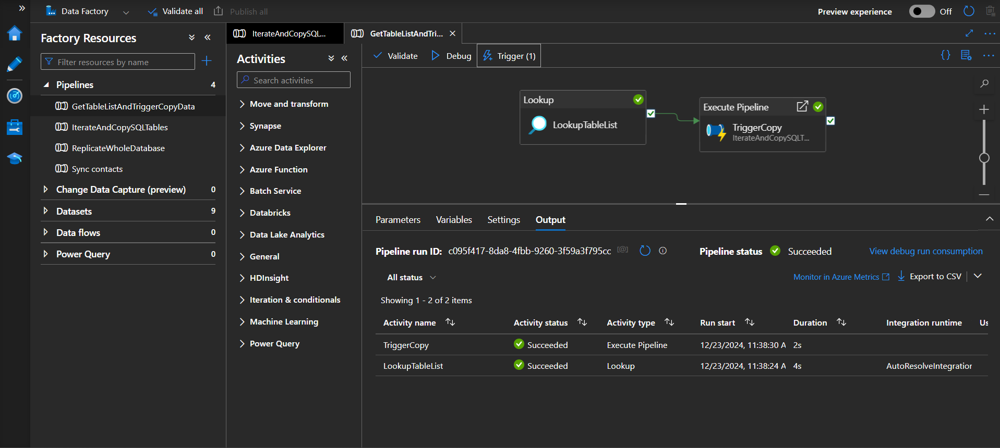 Data Factory
Validate all
Publish all
Preview experience
Off
Factory Resources
Filter resources by name
Pipelines
4
GetTableListAndTriggerCopyData
IterateAndCopySQLTables
ReplicateWholeDatabase
Sync contacts
Change Data Capture (preview)
0
Datasets
9
Data flows
0
Power Query
0
IterateAndCopySQL...
GetTableListAndTri...
Activities
Search activities
Move and transform
Synapse
Azure Data Explorer
Azure Function
Batch Service
Databricks
Data Lake Analytics
General
HDInsight
Iteration & conditionals
Machine Learning
Power Query
Validate
Debug
Trigger (1)
{}
Lookup
LookupTableList
Execute Pipeline
TriggerCopy
IterateAndCopySQLT...
Parameters
Variables
Settings
Output
Pipeline run ID: c095f417-8da8-4fbb-9260-3f59a3f795cc
Pipeline status
Succeeded
View debug run consumption
All status
Monitor in Azure Metrics
Export to CSV
Showing 1 - 2 of 2 items
Activity name Activity status Activity type Run start Duration Integration runtime Us
TriggerCopy Succeeded Execute Pipeline 12/23/2024, 11:38:30 A 2s
LookupTableList Succeeded Lookup 12/23/2024, 11:38:24 A 4s AutoResolveIntegration